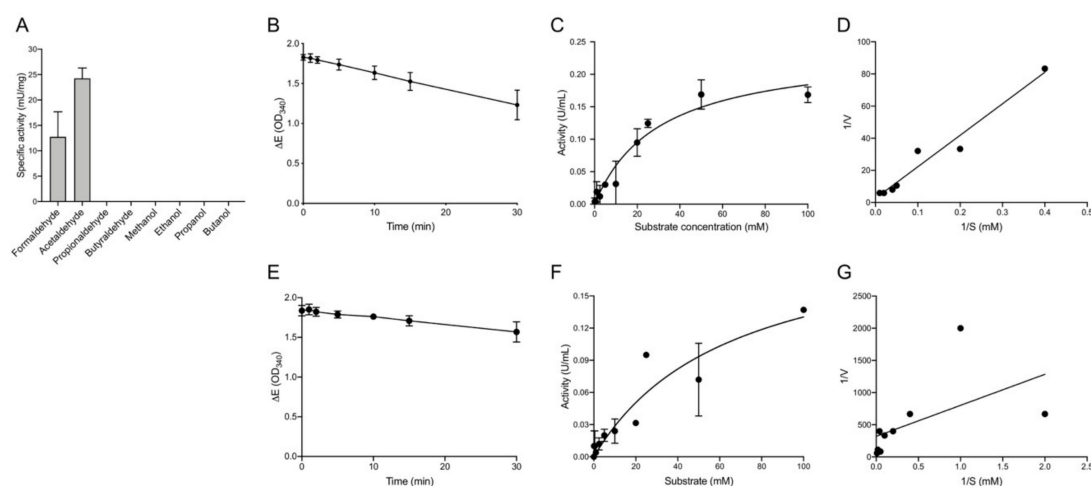 A
Specific activity (mU/mg)
30
25
20
15
10
5
0
Formaldehyde
Acetaldehyde
Propionaldehyde
Butyraldehyde
Methanol
Ethanol
Propanol
Butanol
B
ΔE (OD340)
2.0
1.5
1.0
0.5
0.0
0 10 20 30
Time (min)
C
Activity (U/mL)
0.25
0.20
0.15
0.10
0.05
0.00
0 20 40 60 80 100
Substrate concentration (mM)
D
1/V
100
80
60
40
20
0
0.0 0.1 0.2 0.3 0.4 0.5
1/S (mM)
E
ΔE (OD340)
2.0
1.5
1.0
0.5
0.0
0 10 20 30
Time (min)
F
Activity (U/mL)
0.15
0.12
0.09
0.06
0.03
0.00
0 20 40 60 80 100
Substrate (mM)
G
1/V
2500
2000
1500
1000
500
0
0.0 0.5 1.0 1.5 2.0 2.5
1/S (mM)